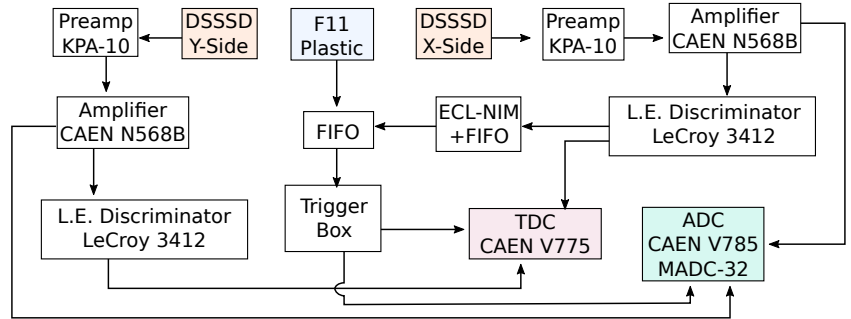 Preamp
KPA-10
DSSSD
Y-Side
F11
Plastic
DSSSD
X-Side
Preamp
KPA-10
Amplifier
CAEN N568B
Amplifier
CAEN N568B
FIFO
ECL-NIM
+FIFO
L.E. Discriminator
LeCroy 3412
L.E. Discriminator
LeCroy 3412
Trigger
Box
TDC
CAEN V775
ADC
CAEN V785
MADC-32